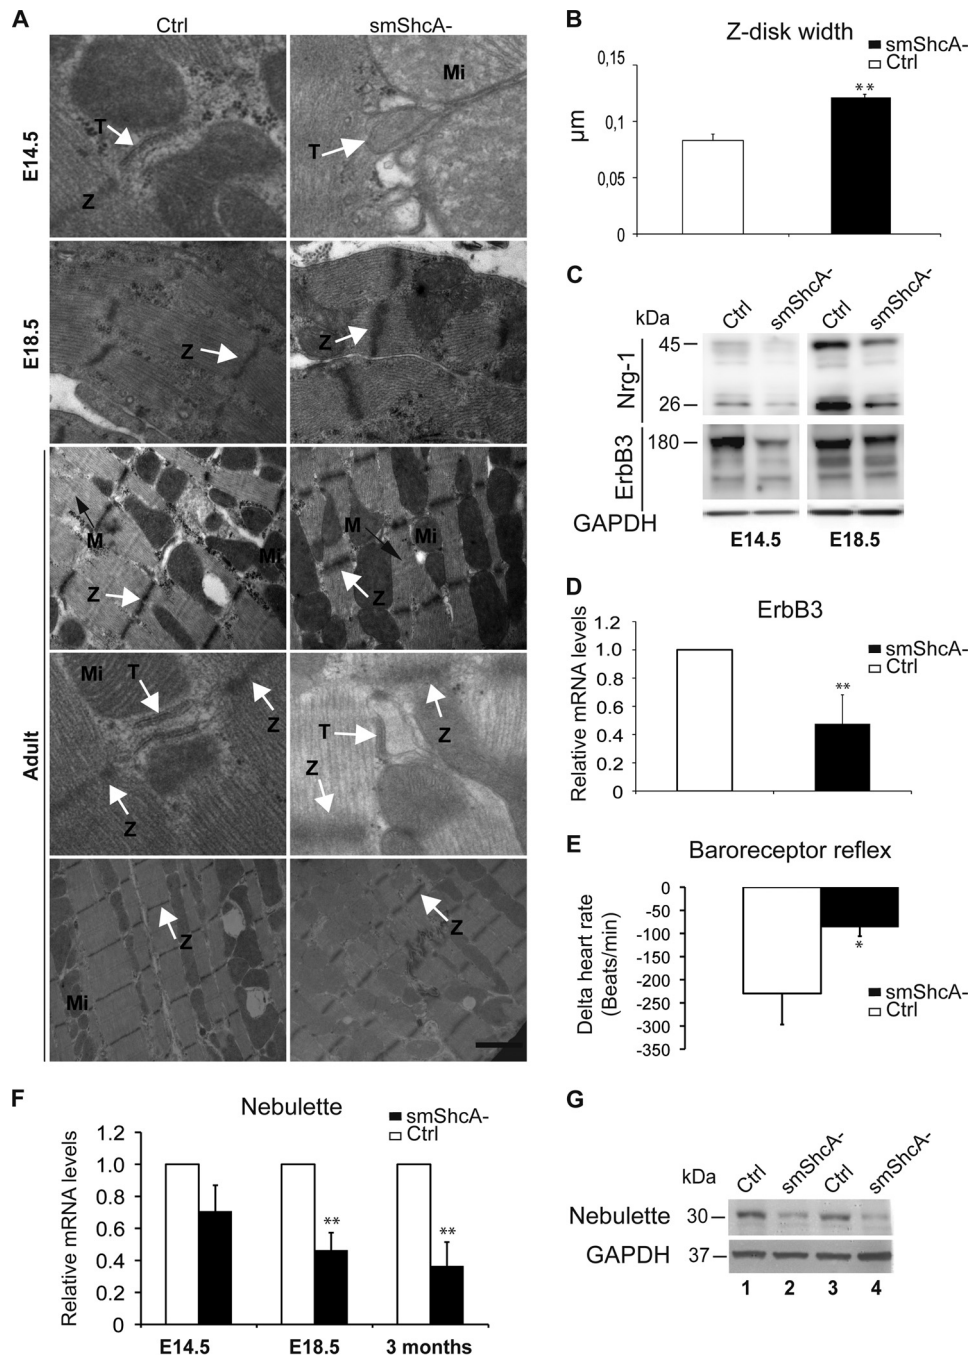 A
Ctrl
smShcA-
E14.5
T
Z
Mi
T
E18.5
Z
Z
Adult
M
Mi
Z
M
Mi
Z
Mi
T
Z
Z
T
Z
Z
Z
Mi
Z
B
Z-disk width
smShcA-
Ctrl
µm
0,15
0,1
0,05
0
**
C
Ctrl
smShcA-
Ctrl
smShcA-
kDa
Nrg-1
45
26
ErbB3
180
GAPDH
E14.5
E18.5
D
ErbB3
smShcA-
Ctrl
Relative mRNA levels
1.2
1.0
0.8
0.6
0.4
0.2
0
**
E
Baroreceptor reflex
Delta heart rate
(Beats/min)
0
-50
-100
-150
-200
-250
-300
-350
*
smShcA-
Ctrl
F
Nebulette
smShcA-
Ctrl
Relative mRNA levels
1.2
1.0
0.8
0.6
0.4
0.2
0
**
**
E14.5
E18.5
3 months
G
kDa
Ctrl
smShcA-
Ctrl
smShcA-
Nebulette
30
GAPDH
37
1
2
3
4